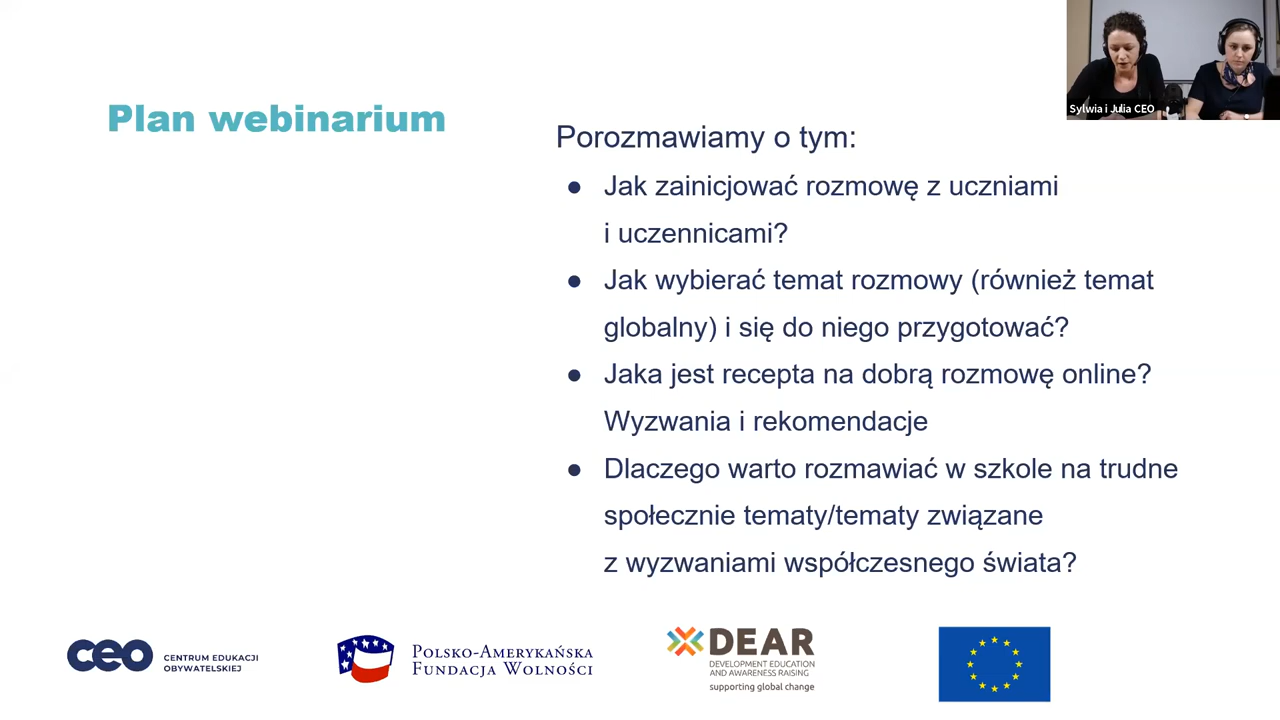 Plan webinarium
Sylwia i Julia CEO
Porozmawiamy o tym:
● Jak zainicjować rozmowę z uczniami
i uczennicami?
● Jak wybierać temat rozmowy (również temat
globalny) i się do niego przygotować?
● Jaka jest recepta na dobrą rozmowę online?
Wyzwania i rekomendacje
● Dlaczego warto rozmawiać w szkole na trudne
społecznie tematy/tematy związane
z wyzwaniami współczesnego świata?
ceo
CENTRUM EDUKACJI
OBYWATELSKIEJ
POLSKO-AMERYKAŃSKA
FUNDACJA WOLNOŚCI
DEAR
DEVELOPMENT EDUCATION
AND AWARENESS RAISING
supporting global change